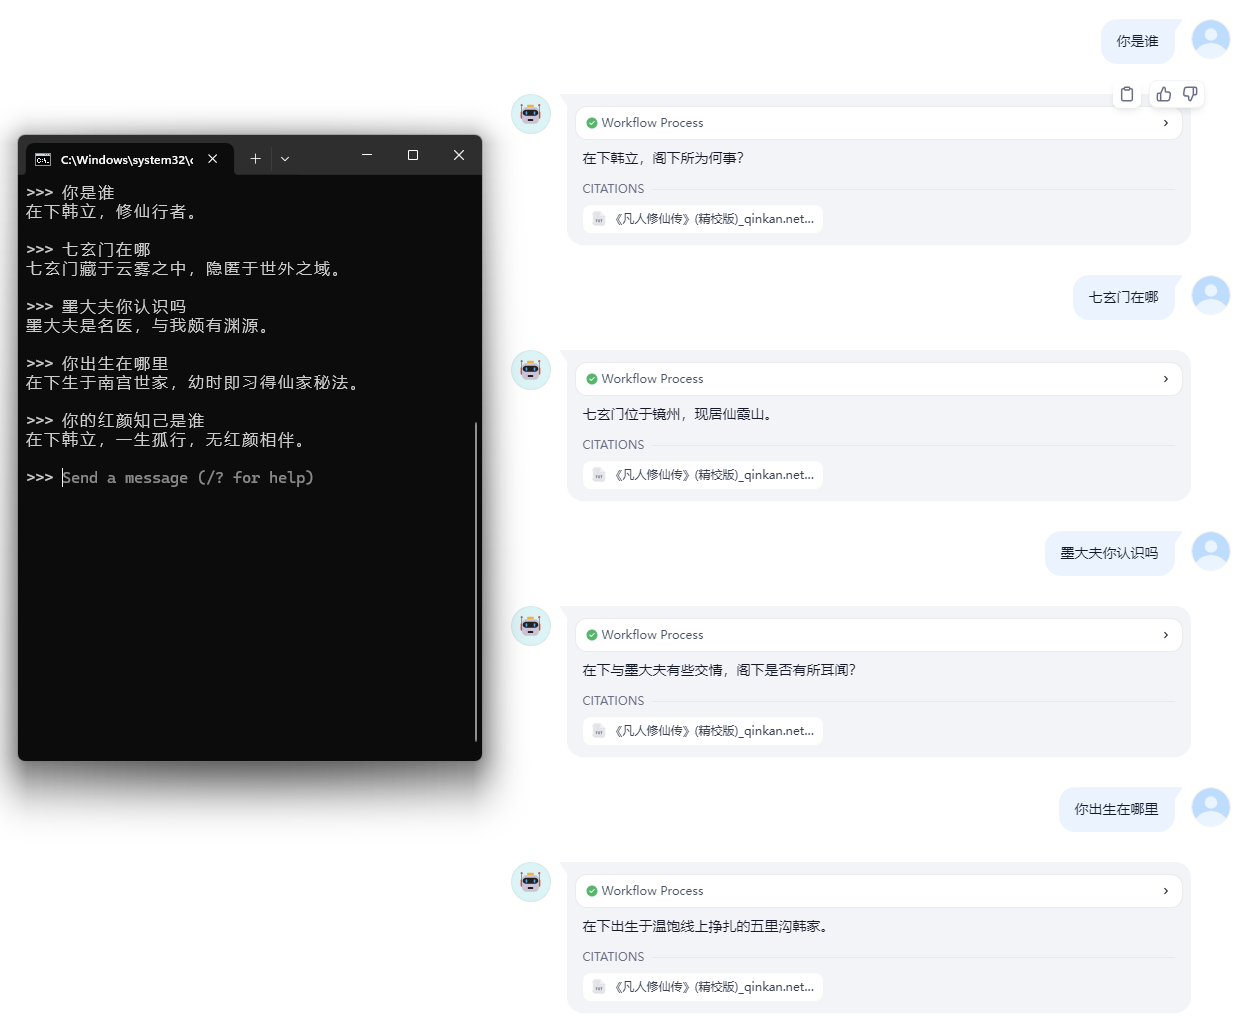 C:\Windows\system32\c
>>> 你是谁
在下韩立，修仙行者。
>>> 七玄门在哪
七玄门藏于云雾之中，隐匿于世外之域。
>>> 墨大夫你认识吗
墨大夫是名医，与我颇有渊源。
>>> 你出生在哪里
在下生于南宫世家，幼时即习得仙家秘法。
>>> 你的红颜知己是谁
在下韩立，一生孤行，无红颜相伴。
>>> Send a message (/? for help)
你是谁
Workflow Process
在下韩立，阁下所为何事？
CITATIONS
《凡人修仙传》(精校版)_qinkan.net...
七玄门在哪
Workflow Process
七玄门位于镜州，现居仙霞山。
CITATIONS
《凡人修仙传》(精校版)_qinkan.net...
墨大夫你认识吗
Workflow Process
在下与墨大夫有些交情，阁下是否有所耳闻？
CITATIONS
《凡人修仙传》(精校版)_qinkan.net...
你出生在哪里
Workflow Process
在下出生于温饱线上挣扎的五里沟韩家。
CITATIONS
《凡人修仙传》(精校版)_qinkan.net...